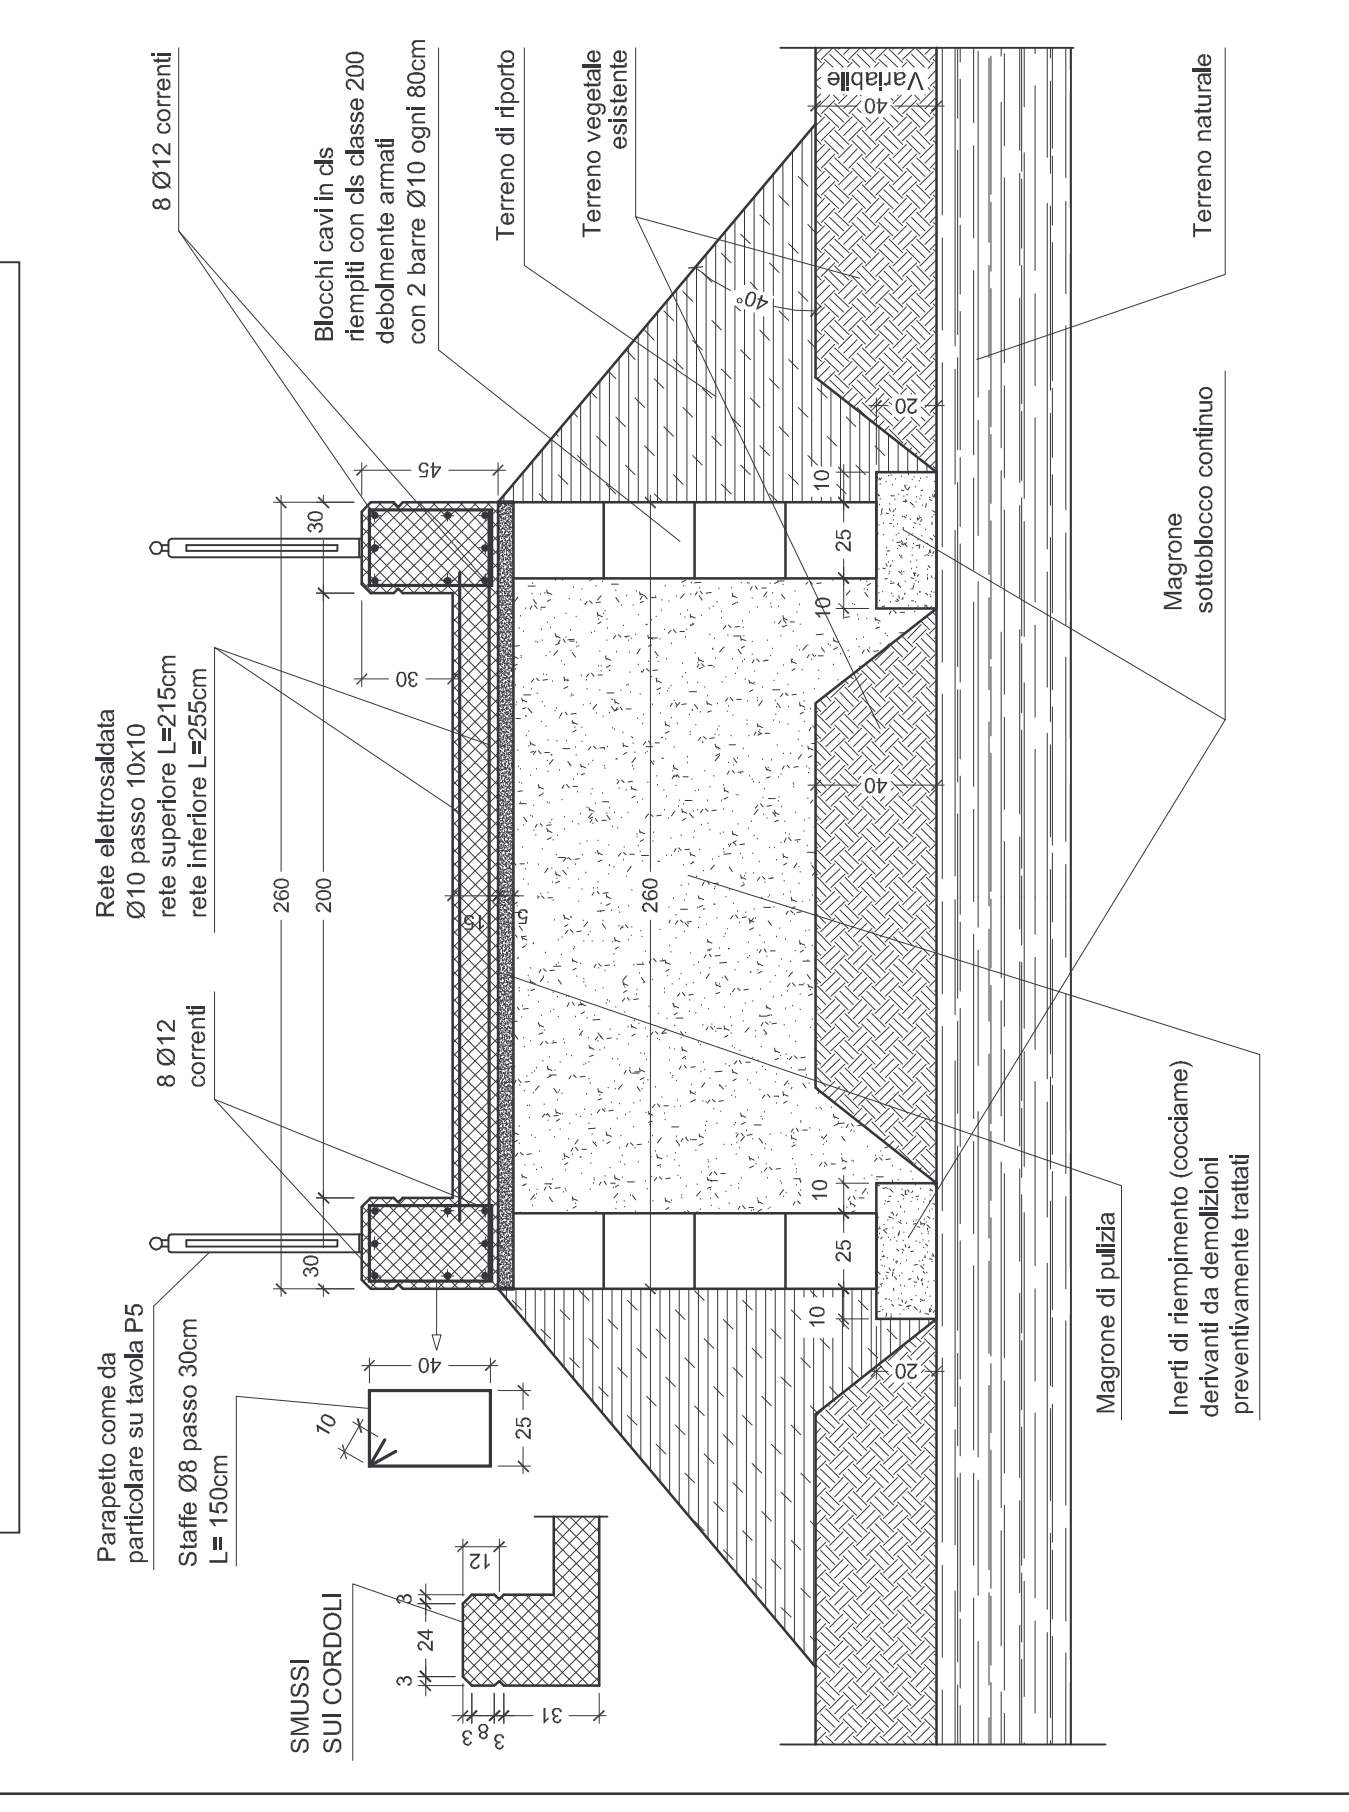 8 Ø12 correnti
Blocchi cavi in cls
riempiti con cls classe 200
debolmente armati
con 2 barre Ø10 ogni 80cm
Terreno di riporto
Terreno vegetale
esistente
Terreno naturale
Variabile
40
40°
20
45
30
10
25
10
Magrone
sottoblocco continuo
Rete elettrosaldata
Ø10 passo 10x10
rete superiore L=215cm
rete inferiore L=255cm
30
260
200
15
5
260
40
8 Ø12
correnti
30
10
25
10
20
Parapetto come da
particolare su tavola P5
Staffe Ø8 passo 30cm
L= 150cm
10
40
25
Magrone di pulizia
Inerti di riempimento (cocciame)
derivanti da demolizioni
preventivamente trattati
SMUSSI
SUI CORDOLI
3
24
3
12
3
8
3
31